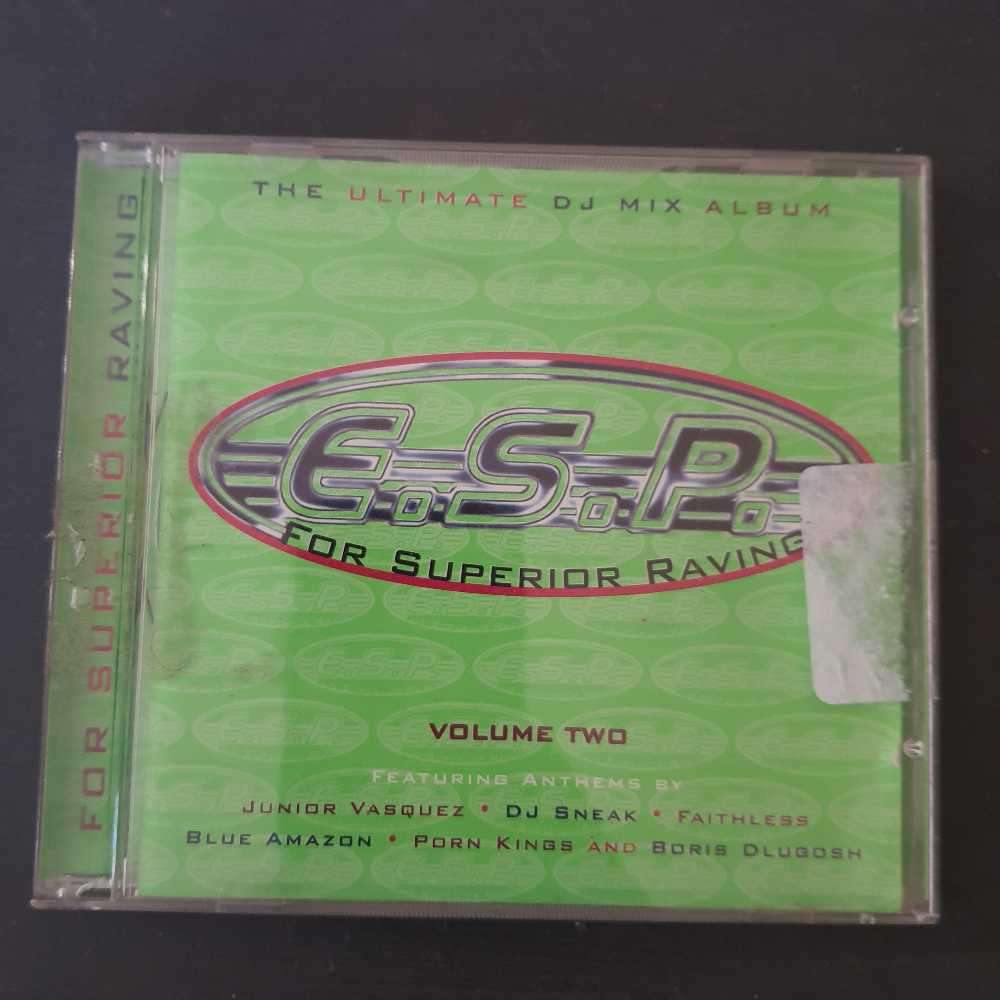 FOR SUPERIOR RAVING
THE ULTIMATE DJ MIX ALBUM
E.S.P.
FOR SUPERIOR RAVING
VOLUME TWO
FEATURING ANTHEMS BY
JUNIOR VASQUEZ • DJ SNEAK • FAITHLESS
BLUE AMAZON • PORN KINGS AND BORIS DLUGOSH